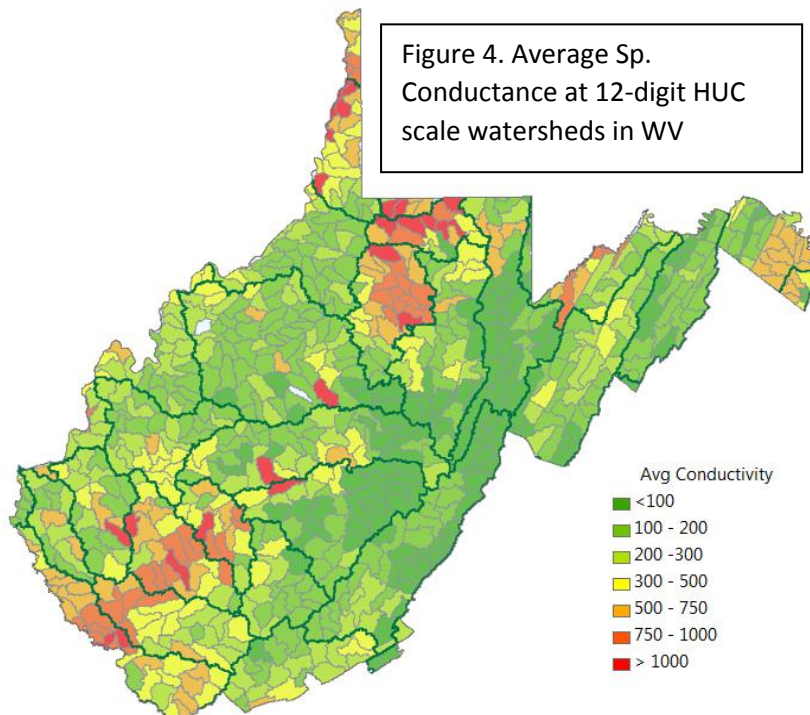 Figure 4. Average Sp.
Conductance at 12-digit HUC
scale watersheds in WV
Avg Conductivity
<100
100 - 200
200 -300
300 - 500
500 - 750
750 - 1000
> 1000